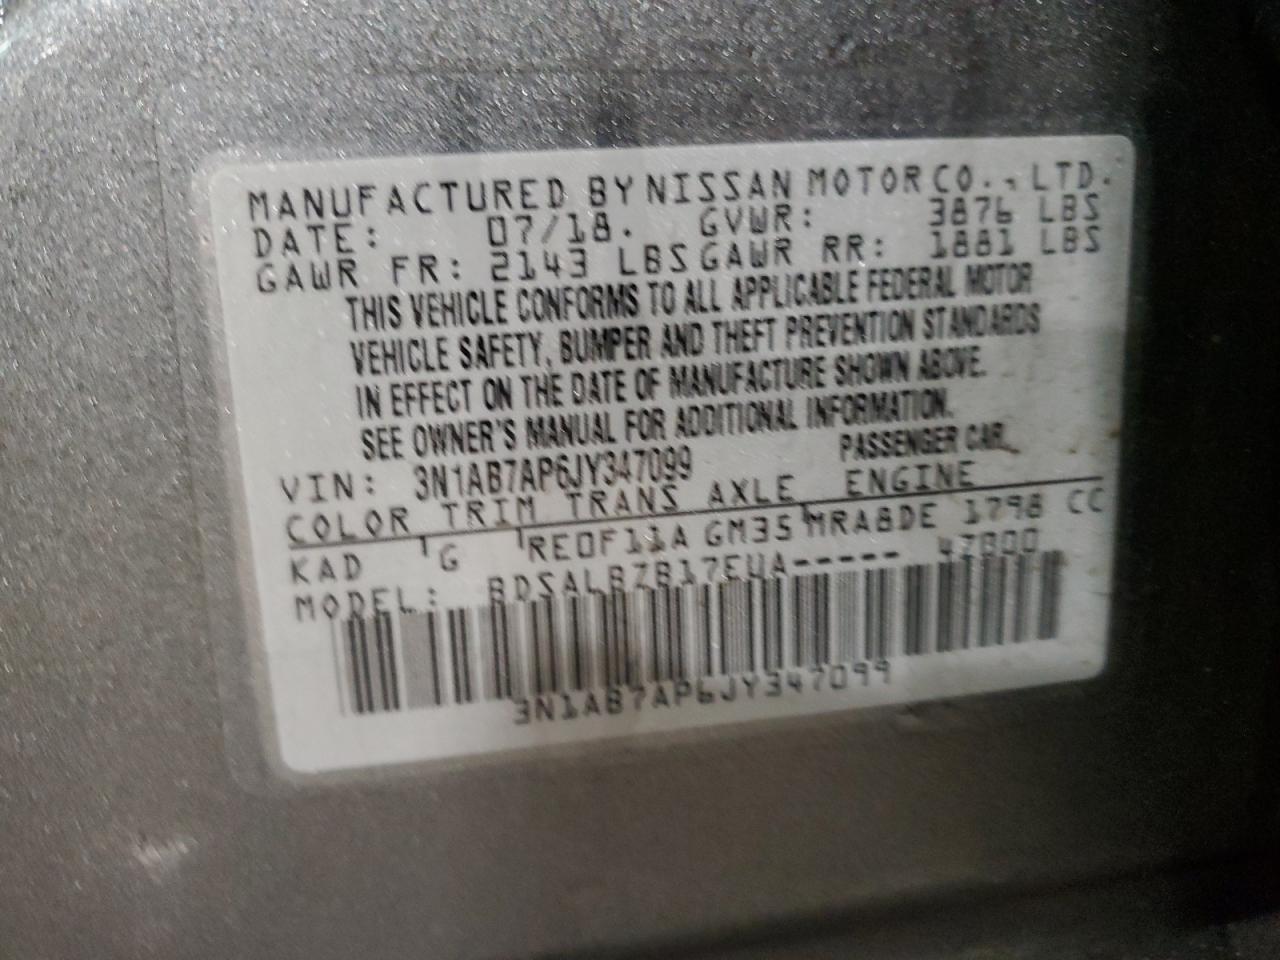 MANUFACTURED BY NISSAN MOTOR CO., LTD.
DATE: 07/18. GVWR: 3876 LBS
GAWR FR: 2143 LBS GAWR RR: 1881 LBS
THIS VEHICLE CONFORMS TO ALL APPLICABLE FEDERAL MOTOR
VEHICLE SAFETY, BUMPER AND THEFT PREVENTION STANDARDS
IN EFFECT ON THE DATE OF MANUFACTURE SHOWN ABOVE.
SEE OWNER'S MANUAL FOR ADDITIONAL INFORMATION.
VIN: 3N1AB7AP6JY347099 PASSENGER CAR
COLOR TRIM TRANS AXLE ENGINE
KAD G RE0F11A GM35 MRA8DE 1798 CC
MODEL: BDSALBZB17EUA-----
3N1AB7AP6JY347099